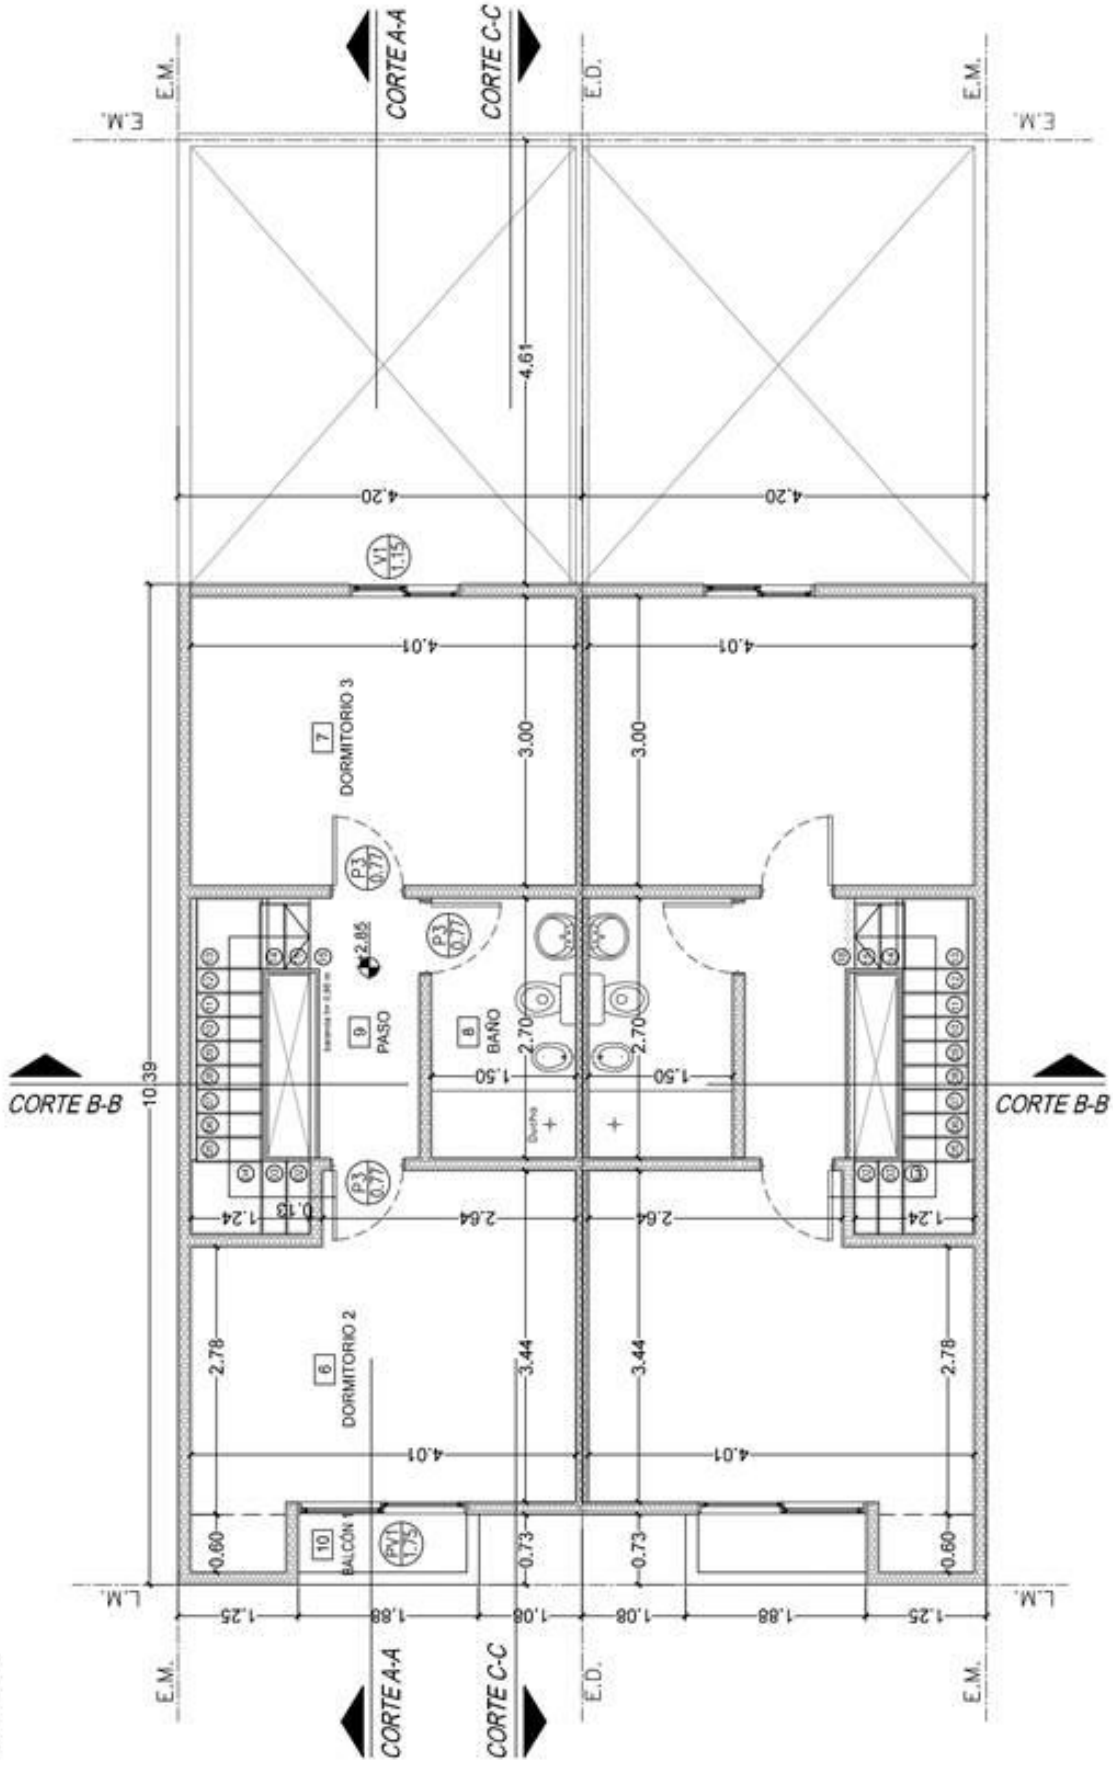 E.M.
CORTE A-A
CORTE C-C
E.D.
E.M.
E.M.
E.M.
4.61
4.20
4.20
V1
1.15
4.01
4.01
7
DORMITORIO 3
3.00
3.00
P3
0.77
P3
0.77
2.85
9
PASO
8
BAÑO
2.70
2.70
1.50
1.50
Ducha
CORTE B-B
10.39
CORTE B-B
P3
0.77
1.24
0.13
2.64
2.64
1.24
2.78
6
DORMITORIO 2
3.44
3.44
2.78
4.01
4.01
0.60
10
BALCÓN
PV1
1.75
0.73
0.73
0.60
L.M.
L.M.
1.25
1.88
1.08
1.08
1.88
1.25
E.M.
CORTE A-A
CORTE C-C
E.D.
E.M.